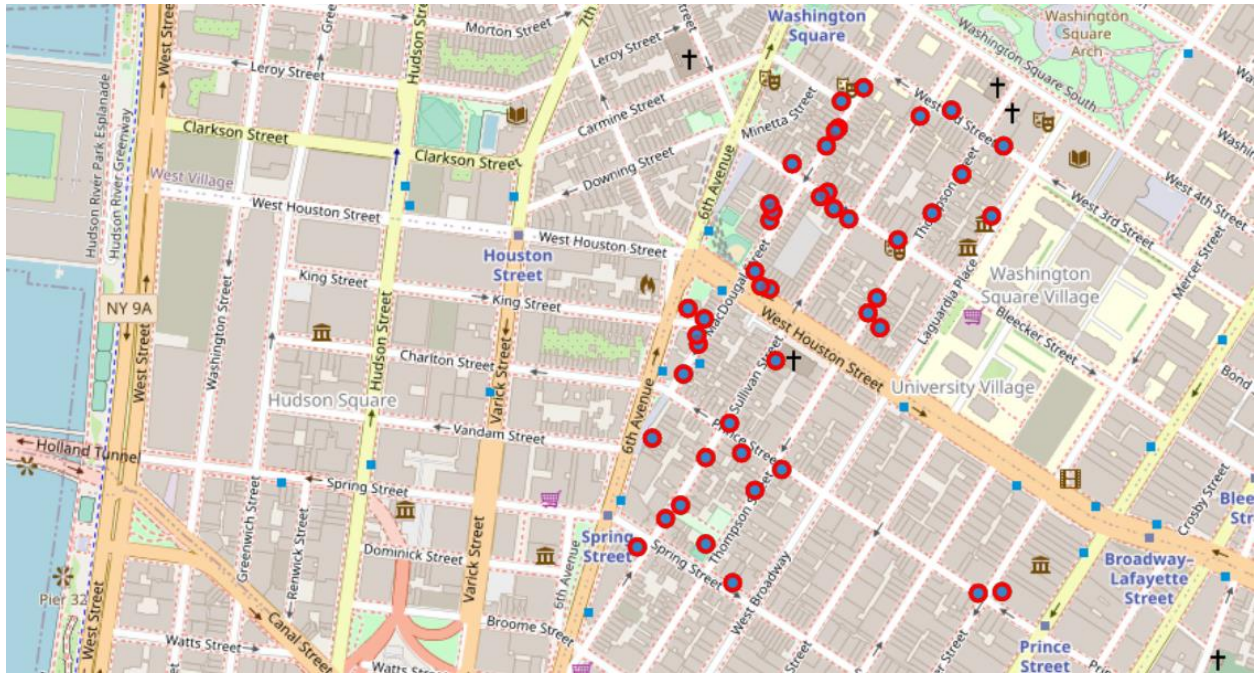 Morton Street
7th
Washington
Square
Washington
Square
Arch
West Street
Leroy Street
Leroy Street
Hudson Street
Washington Square South
Carmine Street
Minetta Street
Clarkson Street
Clarkson Street
Hudson River Park Esplanade
Hudson River Greenway
Downing Street
6th Avenue
West Village
West Houston Street
West Houston Street
West 4th Street
West 3rd Street
Houston
Street
King Street
King Street
MacDougal Street
Laguardia Place
Washington
Square Village
Mercer Street
NY 9A
West Street
Washington Street
Hudson Street
Varick Street
West Houston Street
Bleecker Street
Charlton Street
Sullivan Street
University Village
Bond
Hudson Square
Vandam Street
6th Avenue
Prince Street
Holland Tunnel
Spring Street
Greenwich Street
Renwick Street
Thompson Street
Crosby Street
Spring
Street
Spring Street
Dominick Street
Varick Street
6th Avenue
West Broadway
Broadway–
Lafayette
Street
Pier 32
West Street
Canal Street
Broome Street
Watts Street
Watts Street
Prince
Street